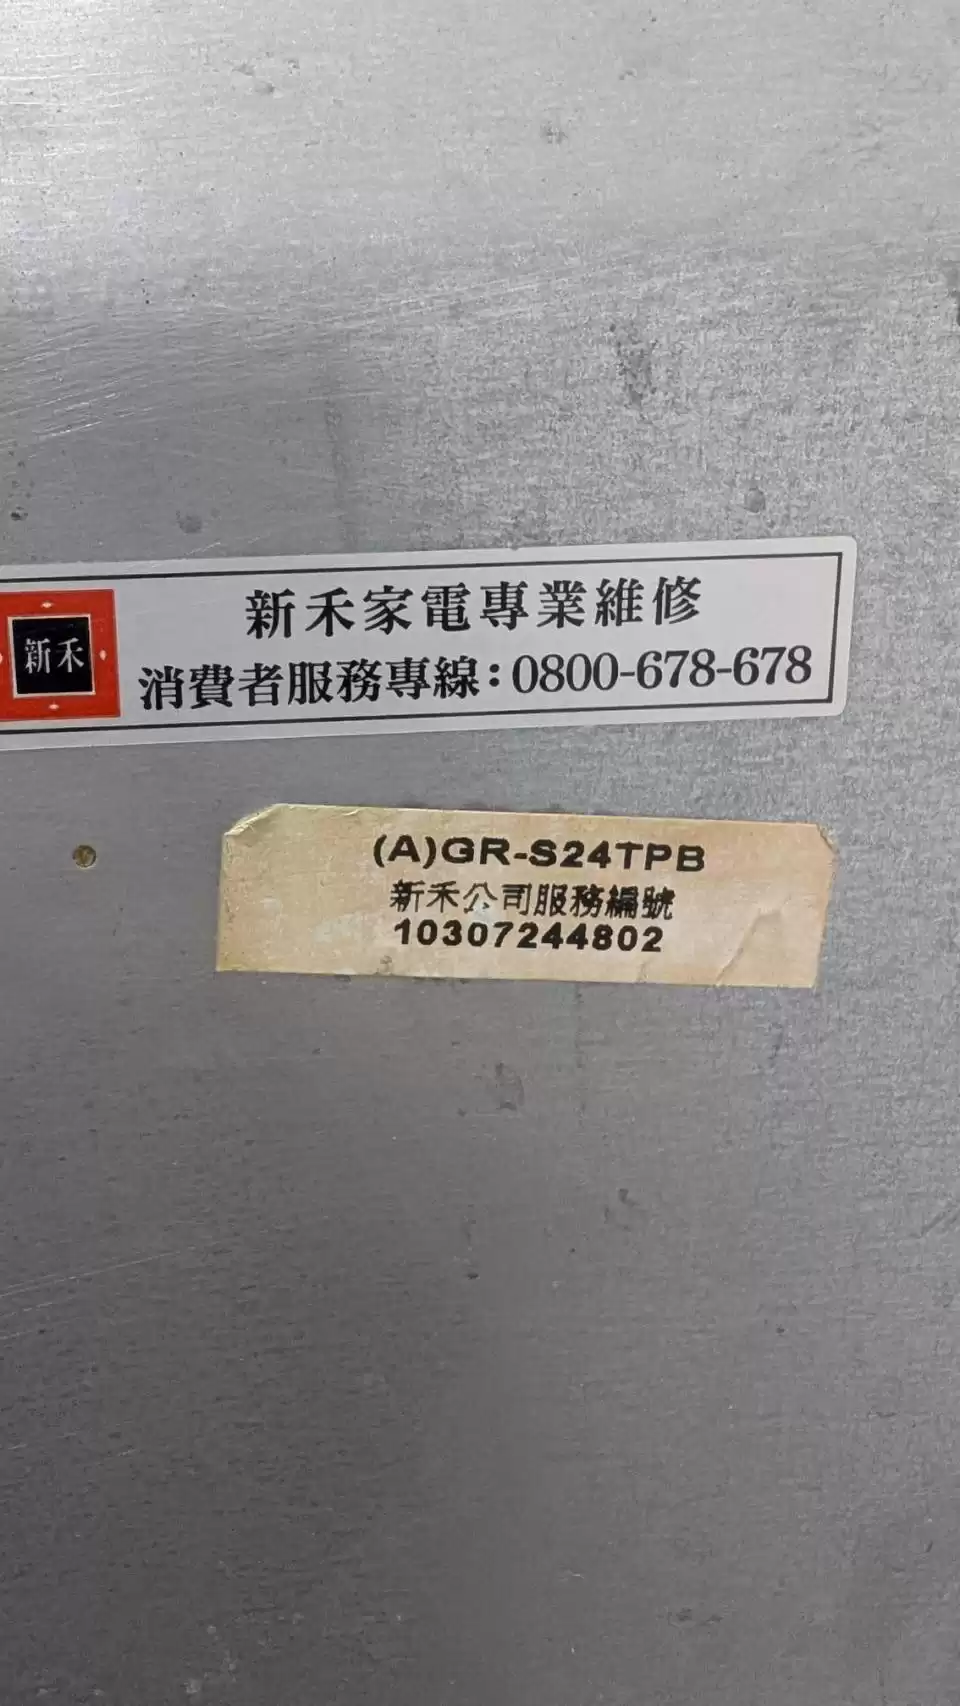 新禾
新禾家電專業維修
消費者服務專線：0800-678-678
(A)GR-S24TPB
新禾公司服務編號
10307244802